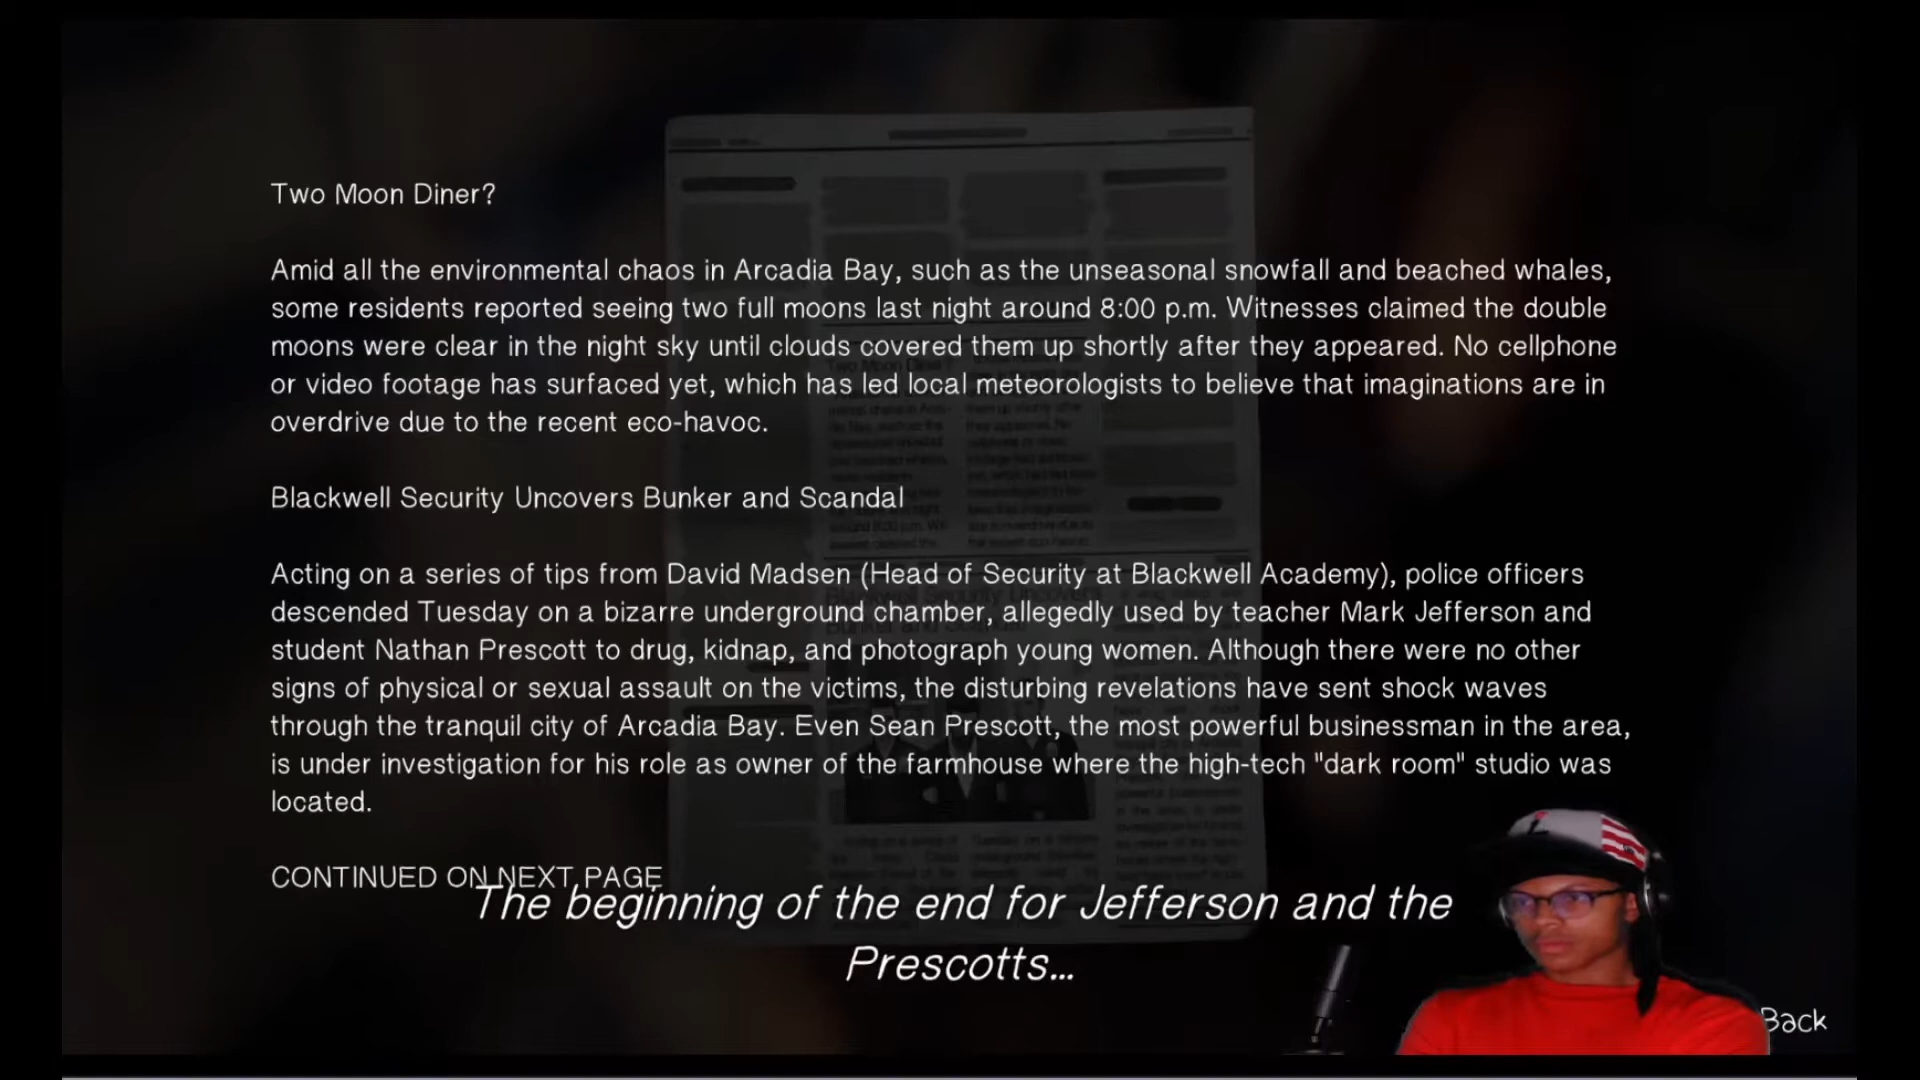 Two Moon Diner?
Amid all the environmental chaos in Arcadia Bay, such as the unseasonal snowfall and beached whales,
some residents reported seeing two full moons last night around 8:00 p.m. Witnesses claimed the double
moons were clear in the night sky until clouds covered them up shortly after they appeared. No cellphone
or video footage has surfaced yet, which has led local meteorologists to believe that imaginations are in
overdrive due to the recent eco-havoc.
Blackwell Security Uncovers Bunker and Scandal
Acting on a series of tips from David Madsen (Head of Security at Blackwell Academy), police officers
descended Tuesday on a bizarre underground chamber, allegedly used by teacher Mark Jefferson and
student Nathan Prescott to drug, kidnap, and photograph young women. Although there were no other
signs of physical or sexual assault on the victims, the disturbing revelations have sent shock waves
through the tranquil city of Arcadia Bay. Even Sean Prescott, the most powerful businessman in the area,
is under investigation for his role as owner of the farmhouse where the high-tech "dark room" studio was
located.
CONTINUED ON NEXT PAGE
The beginning of the end for Jefferson and the
Prescotts...
Back